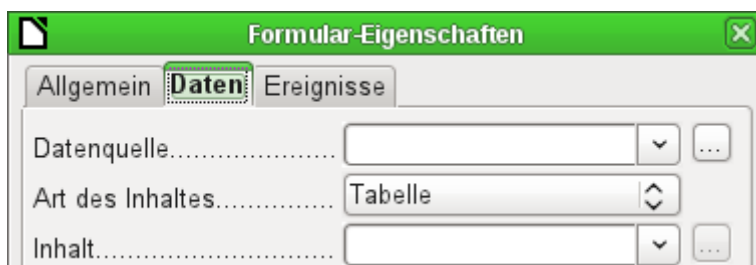 Formular-Eigenschaften
Allgemein Daten Ereignisse
Datenquelle..................... ...
Art des Inhaltes............... Tabelle
Inhalt............................. ...